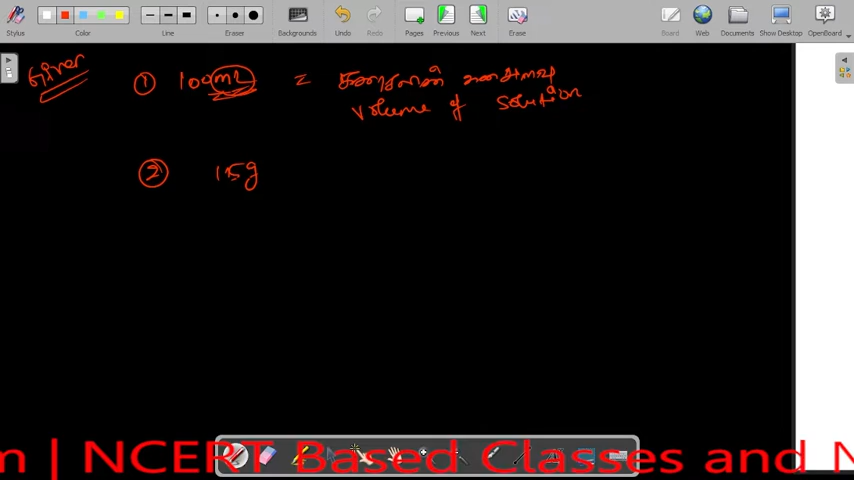 Stylus
Color
Line
Eraser
Backgrounds
Undo
Redo
Pages
Previous
Next
Erase
Board
Web
Documents
Show Desktop
OpenBoard
Given
① 100mL =
volume of solution
② 15g
m | NCERT Based Classes and N